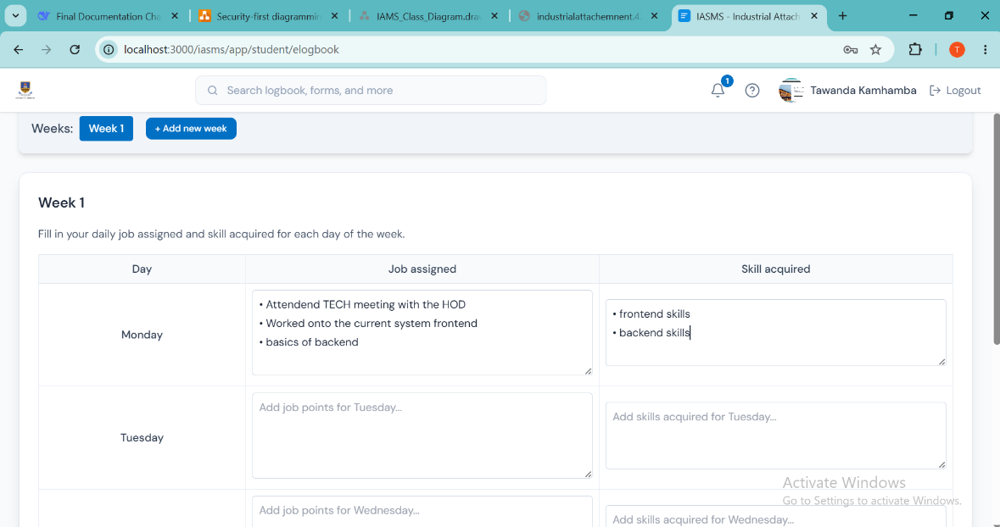 Final Documentation Cha
Security-first diagrammin
IAMS_Class_Diagram.drav
industrialattachemnent.4.
IASMS - Industrial Attach
localhost:3000/iasms/app/student/elogbook
T
Search logbook, forms, and more
1
Tawanda Kamhamba
Logout
Weeks:
Week 1
+ Add new week
Week 1
Fill in your daily job assigned and skill acquired for each day of the week.
Day
Job assigned
Skill acquired
Monday
• Attendend TECH meeting with the HOD
• Worked onto the current system frontend
• basics of backend
• frontend skills
• backend skills
Tuesday
Add job points for Tuesday...
Add skills acquired for Tuesday...
Add job points for Wednesday...
Add skills acquired for Wednesday...
Activate Windows
Go to Settings to activate Windows.